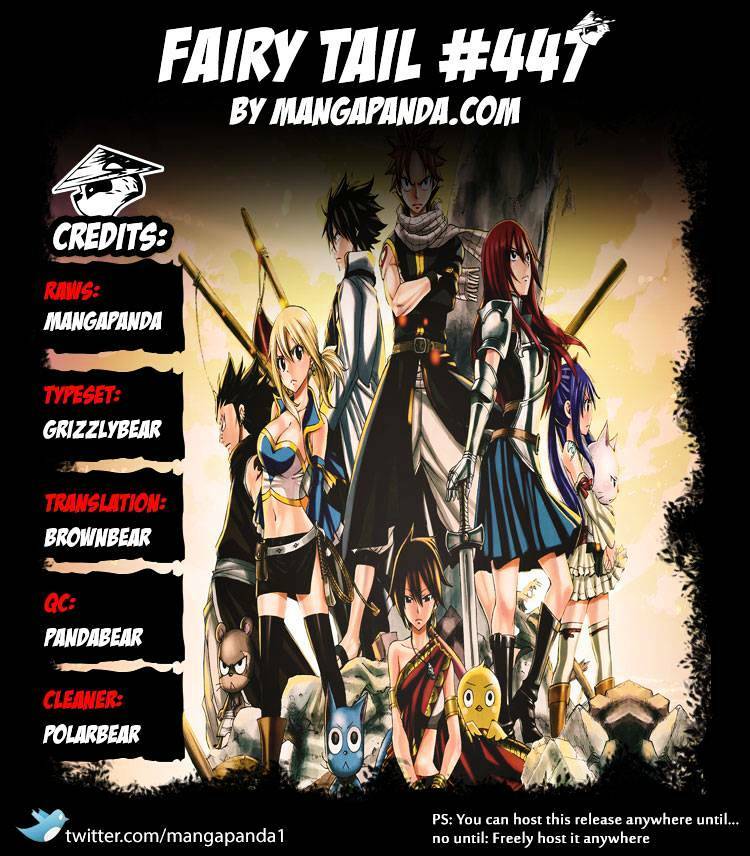 FAIRY TAIL #447
BY MANGAPANDA.COM
CREDITS:
RAWS:
MANGAPANDA
TYPESET:
GRIZZLYBEAR
TRANSLATION:
BROWNBEAR
QC:
PANDABEAR
CLEANER:
POLARBEAR
twitter.com/mangapanda1
PS: You can host this release anywhere until...
no until: Freely host it anywhere